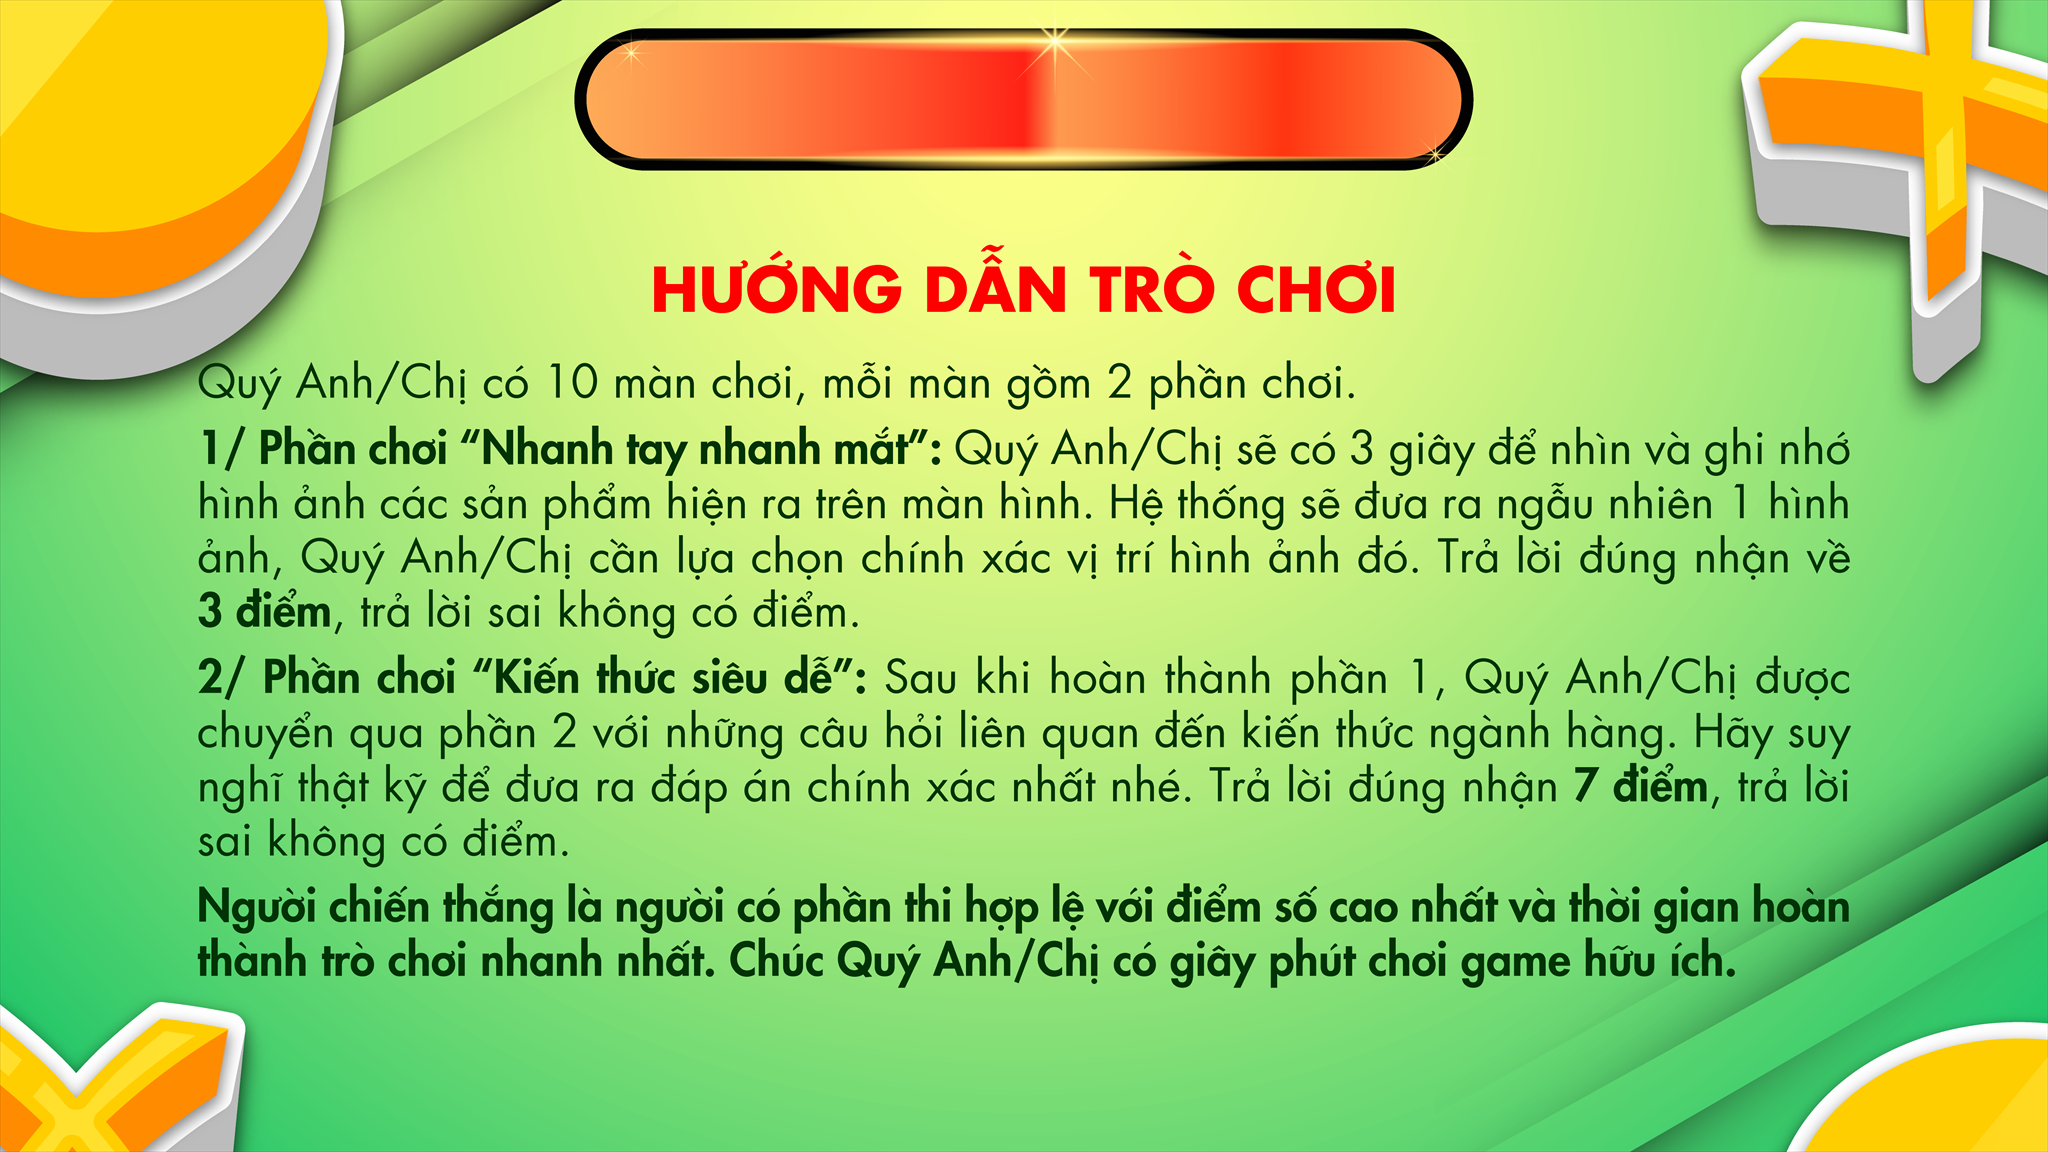 HƯỚNG DẪN TRÒ CHƠI
Quý Anh/Chị có 10 màn chơi, mỗi màn gồm 2 phần chơi.
1/ Phần chơi “Nhanh tay nhanh mắt”: Quý Anh/Chị sẽ có 3 giây để nhìn và ghi nhớ
hình ảnh các sản phẩm hiện ra trên màn hình. Hệ thống sẽ đưa ra ngẫu nhiên 1 hình
ảnh, Quý Anh/Chị cần lựa chọn chính xác vị trí hình ảnh đó. Trả lời đúng nhận về
3 điểm, trả lời sai không có điểm.
2/ Phần chơi “Kiến thức siêu dễ”: Sau khi hoàn thành phần 1, Quý Anh/Chị được
chuyển qua phần 2 với những câu hỏi liên quan đến kiến thức ngành hàng. Hãy suy
nghĩ thật kỹ để đưa ra đáp án chính xác nhất nhé. Trả lời đúng nhận 7 điểm, trả lời
sai không có điểm.
Người chiến thắng là người có phần thi hợp lệ với điểm số cao nhất và thời gian hoàn
thành trò chơi nhanh nhất. Chúc Quý Anh/Chị có giây phút chơi game hữu ích.